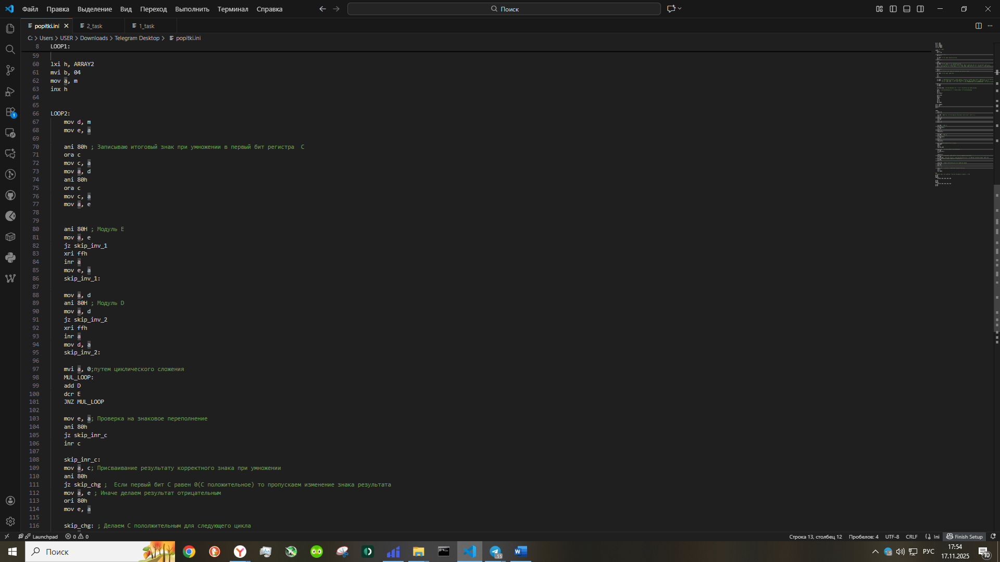 Файл Правка Выделение Вид Переход Выполнить Терминал Справка
Поиск
popitki.ini 2_task 1_task
C: > Users > USER > Downloads > Telegram Desktop > popitki.ini
8 LOOP1:
59
60 lxi h, ARRAY2
61 mvi b, 04
62 mov a, m
63 inx h
64
65
66 LOOP2:
67 mov d, m
68 mov e, a
69
70 ani 80h ; Записываю итоговый знак при умножении в первый бит регистра  C
71 ora c
72 mov c, a
73 mov a, d
74 ani 80h
75 ora c
76 mov c, a
77 mov a, e
78
79
80 ani 80H ; Модуль E
81 mov a, e
82 jz skip_inv_1
83 xri ffh
84 inr a
85 mov e, a
86 skip_inv_1:
87
88 mov a, d
89 ani 80H ; Модуль D
90 mov a, d
91 jz skip_inv_2
92 xri ffh
93 inr a
94 mov d, a
95 skip_inv_2:
96
97 mvi a, 0;путем циклического сложения
98 MUL_LOOP:
99 add D
100 dcr E
101 JNZ MUL_LOOP
102
103 mov e, a; Проверка на знаковое переполнение
104 ani 80h
105 jz skip_inr_c
106 inr c
107
108 skip_inr_c:
109 mov a, c; Присваивание результату корректного знака при умножении
110 ani 80h
111 jz skip_chg ;  Если первый бит C равен 0(C положительное) то пропускаем изменение знака результата
112 mov a, e ; Иначе делаем результат отрицательным
113 ori 80h
114 mov e, a
115
116 skip_chg: ; Делаем C пололжительным для следующего цикла
1
Launchpad 0 0
Строка 13, столбец 12 Пробелов: 4 UTF-8 CRLF {} Ini Finish Setup
Поиск
55
РУС
17:54
17.11.2025
10